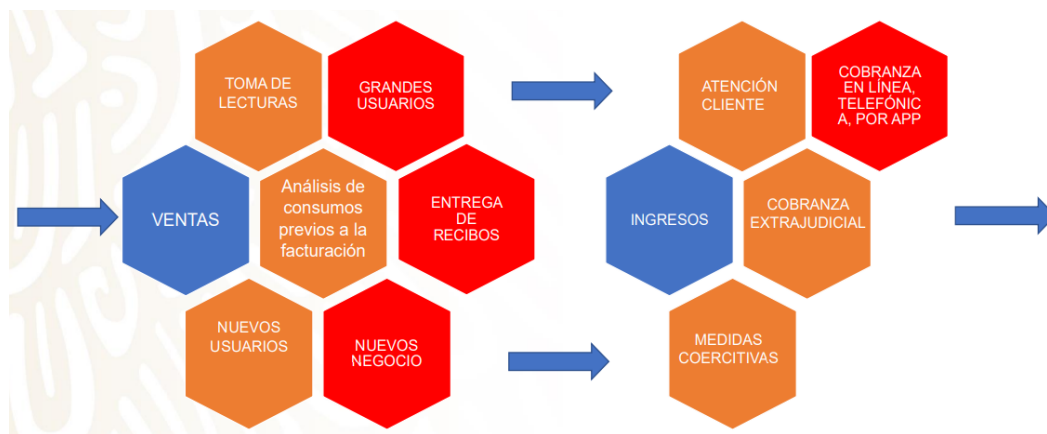 TOMA DE
LECTURAS
GRANDES
USUARIOS
VENTAS
Análisis de
consumos
previos a la
facturación
ENTREGA
DE
RECIBOS
NUEVOS
USUARIOS
NUEVOS
NEGOCIO
ATENCIÓN
CLIENTE
COBRANZA
EN LÍNEA,
TELEFÓNIC
A, POR APP
INGRESOS
COBRANZA
EXTRAJUDICIAL
MEDIDAS
COERCITIVAS